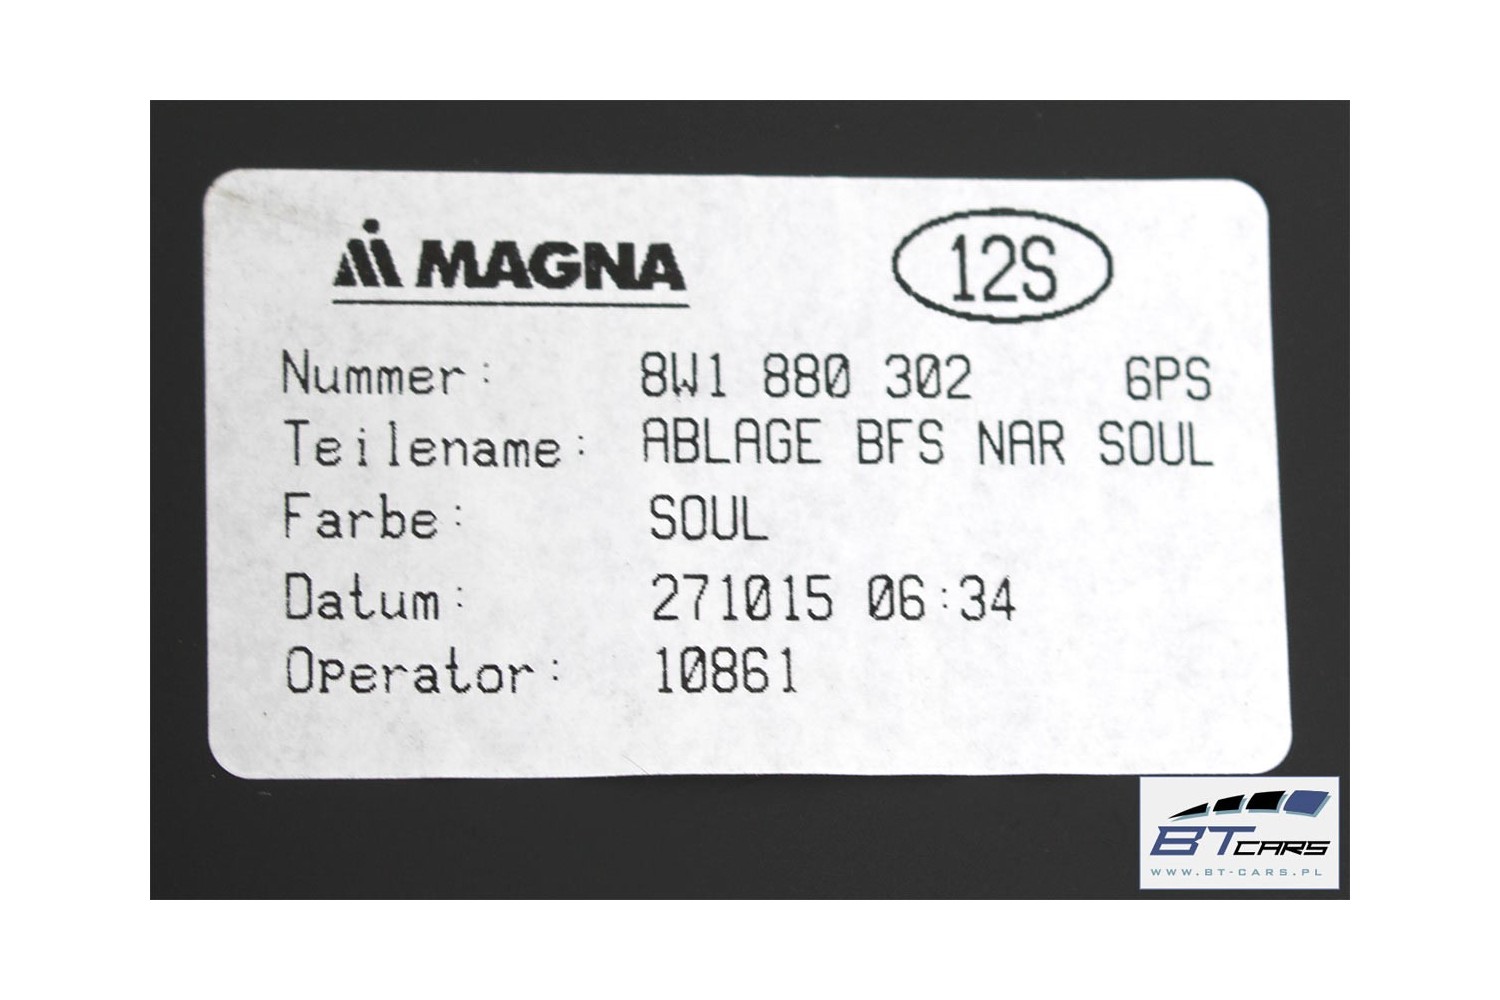 MAGNA 12S
Nummer: 8W1 880 302 6PS
Teilename: ABLAGE BFS NAR SOUL
Farbe: SOUL
Datum: 271015 06:34
Operator: 10861
BT CARS
WWW.BT-CARS.PL